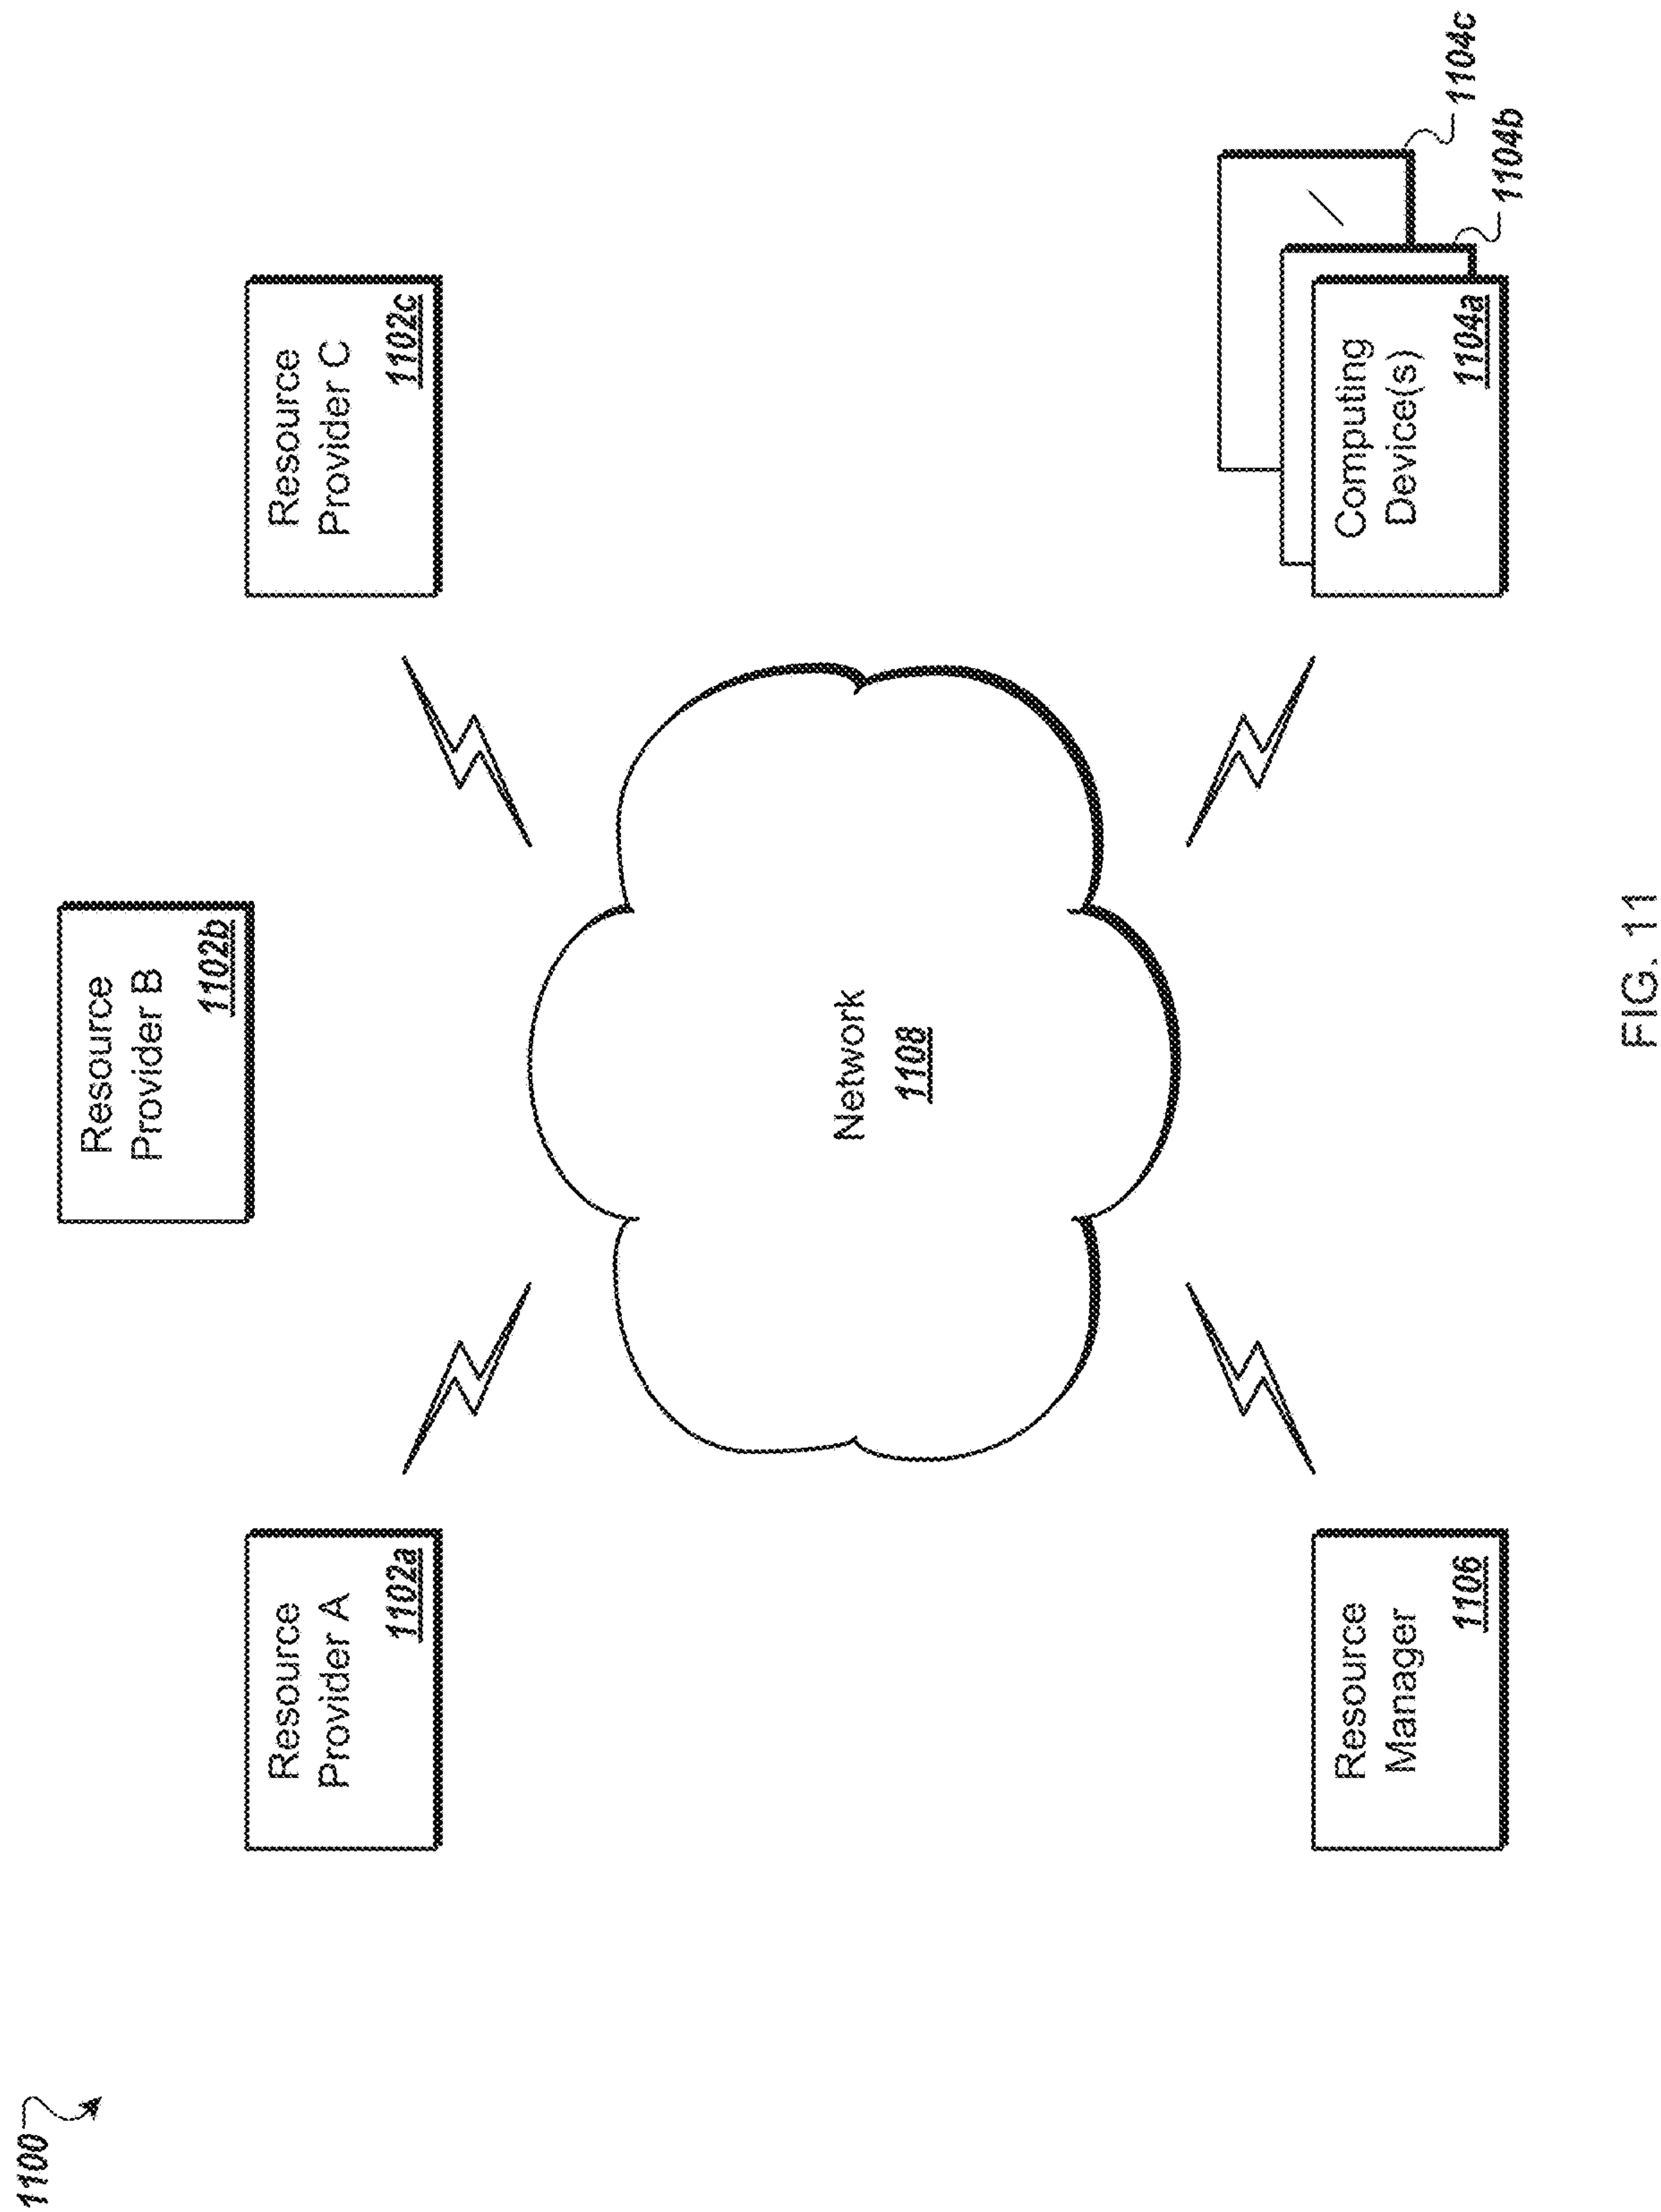 1100
Resource
Provider B
1102b
Resource
Provider A
1102a
Resource
Provider C
1102c
Network
1108
Resource
Manager
1106
Computing
Device(s)
1104a
1104b
1104c
FIG. 11